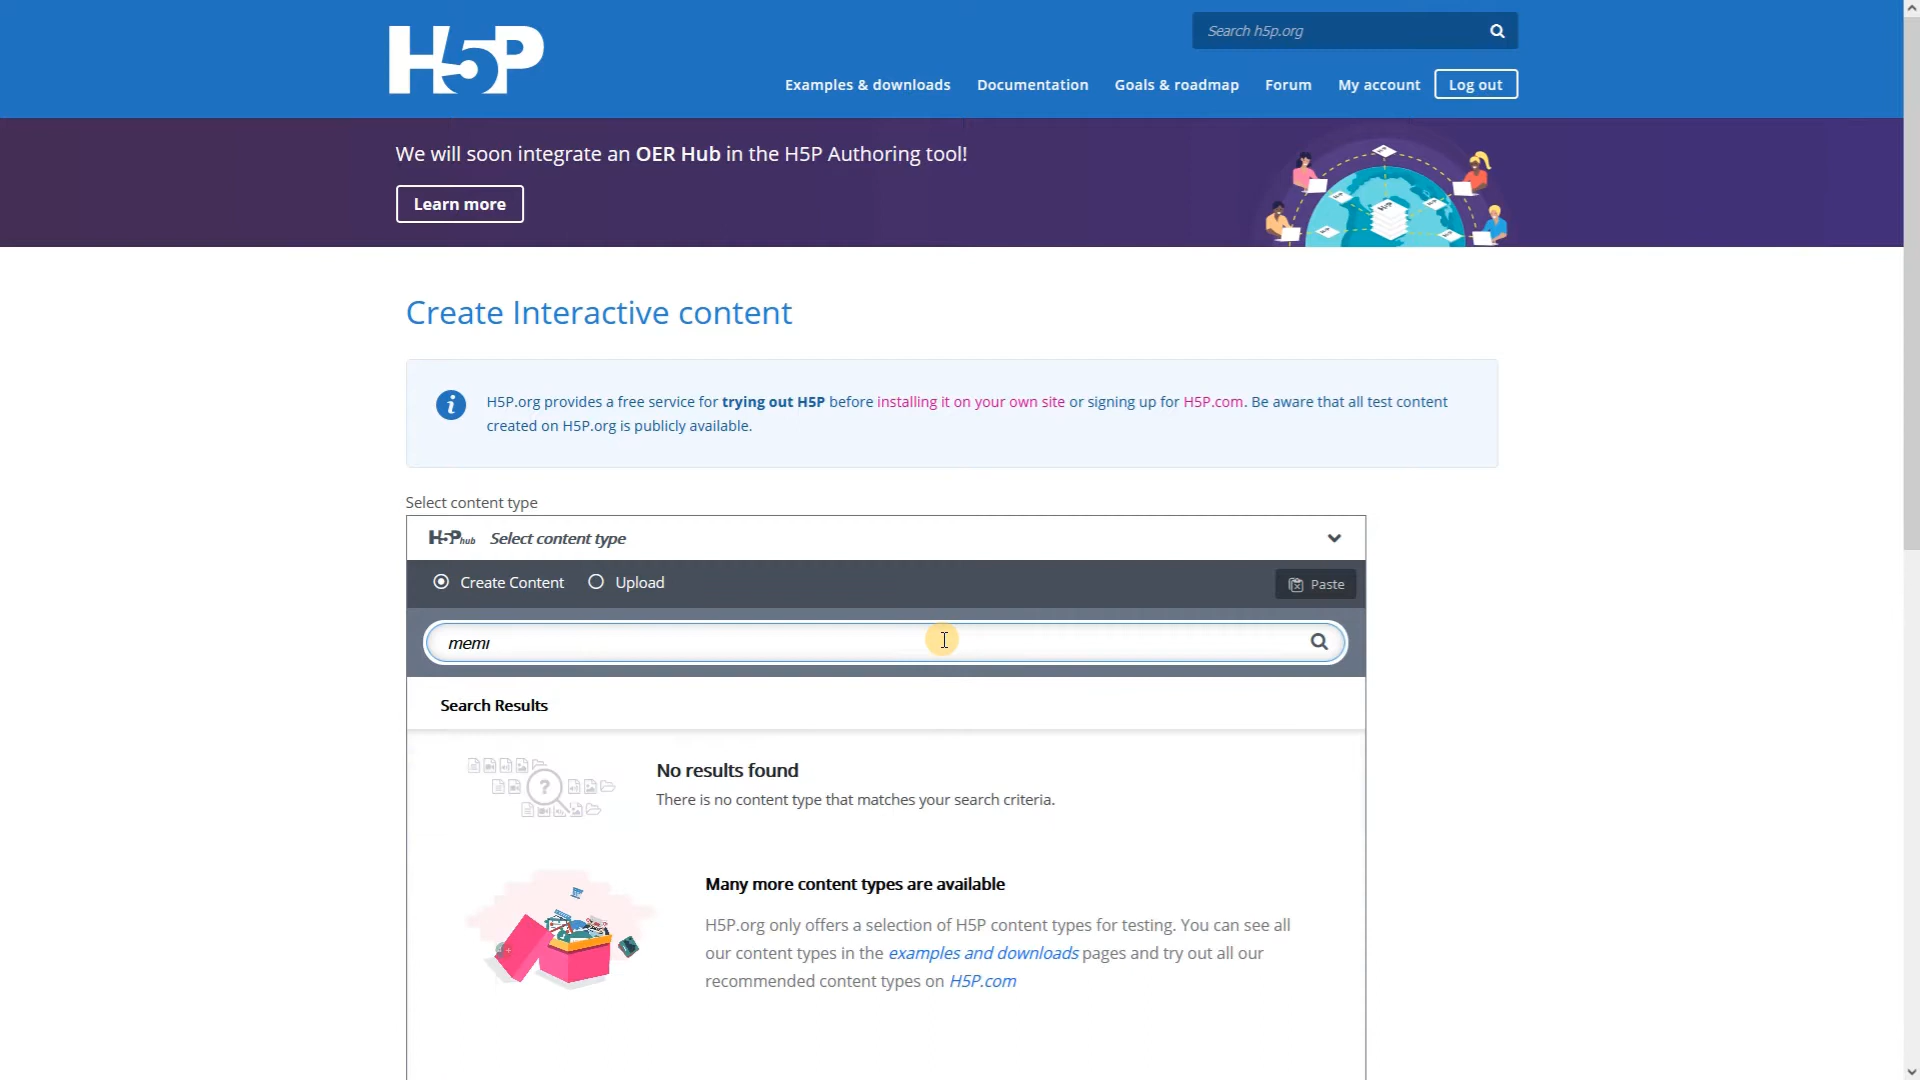 H5P
Search h5p.org
Examples & downloads Documentation Goals & roadmap Forum My account Log out
We will soon integrate an OER Hub in the H5P Authoring tool!
Learn more
Create Interactive content
H5P.org provides a free service for trying out H5P before installing it on your own site or signing up for H5P.com. Be aware that all test content
created on H5P.org is publicly available.
Select content type
H5P hub Select content type
Create Content Upload Paste
memı
Search Results
No results found
There is no content type that matches your search criteria.
Many more content types are available
H5P.org only offers a selection of H5P content types for testing. You can see all
our content types in the examples and downloads pages and try out all our
recommended content types on H5P.com